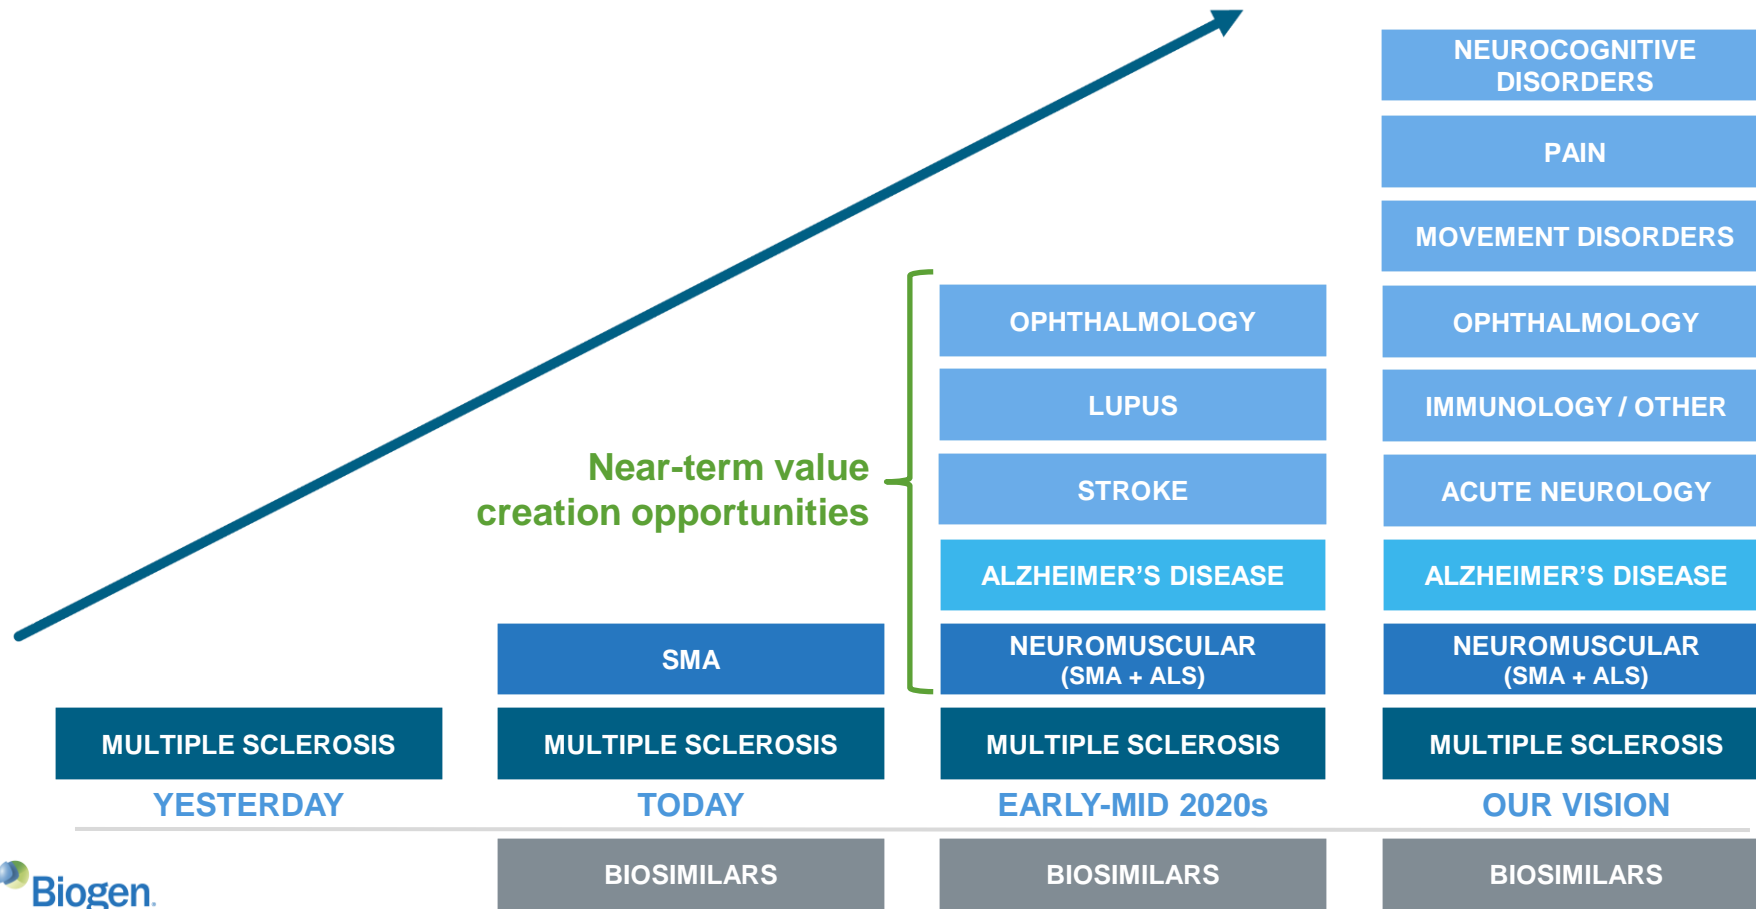 NEUROCOGNITIVE
DISORDERS
PAIN
MOVEMENT DISORDERS
OPHTHALMOLOGY
OPHTHALMOLOGY
LUPUS
IMMUNOLOGY / OTHER
Near-term value
creation opportunities
STROKE
ACUTE NEUROLOGY
ALZHEIMER’S DISEASE
ALZHEIMER’S DISEASE
SMA
NEUROMUSCULAR
(SMA + ALS)
NEUROMUSCULAR
(SMA + ALS)
MULTIPLE SCLEROSIS
MULTIPLE SCLEROSIS
MULTIPLE SCLEROSIS
MULTIPLE SCLEROSIS
YESTERDAY
TODAY
EARLY-MID 2020s
OUR VISION
BIOSIMILARS
BIOSIMILARS
BIOSIMILARS
Biogen.